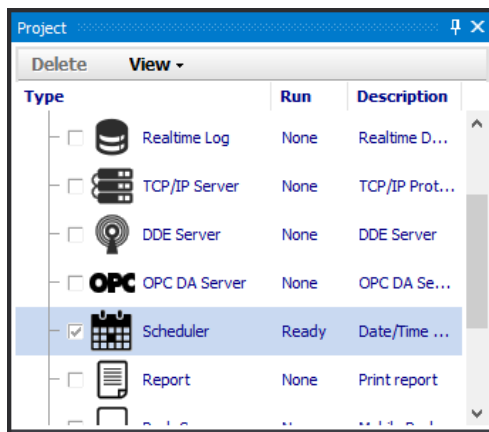 Project
Delete View
Type Run Description
Realtime Log None Realtime D...
TCP/IP Server None TCP/IP Prot...
DDE Server None DDE Server
OPC OPC DA Server None OPC DA Se...
Scheduler Ready Date/Time ...
Report None Print report